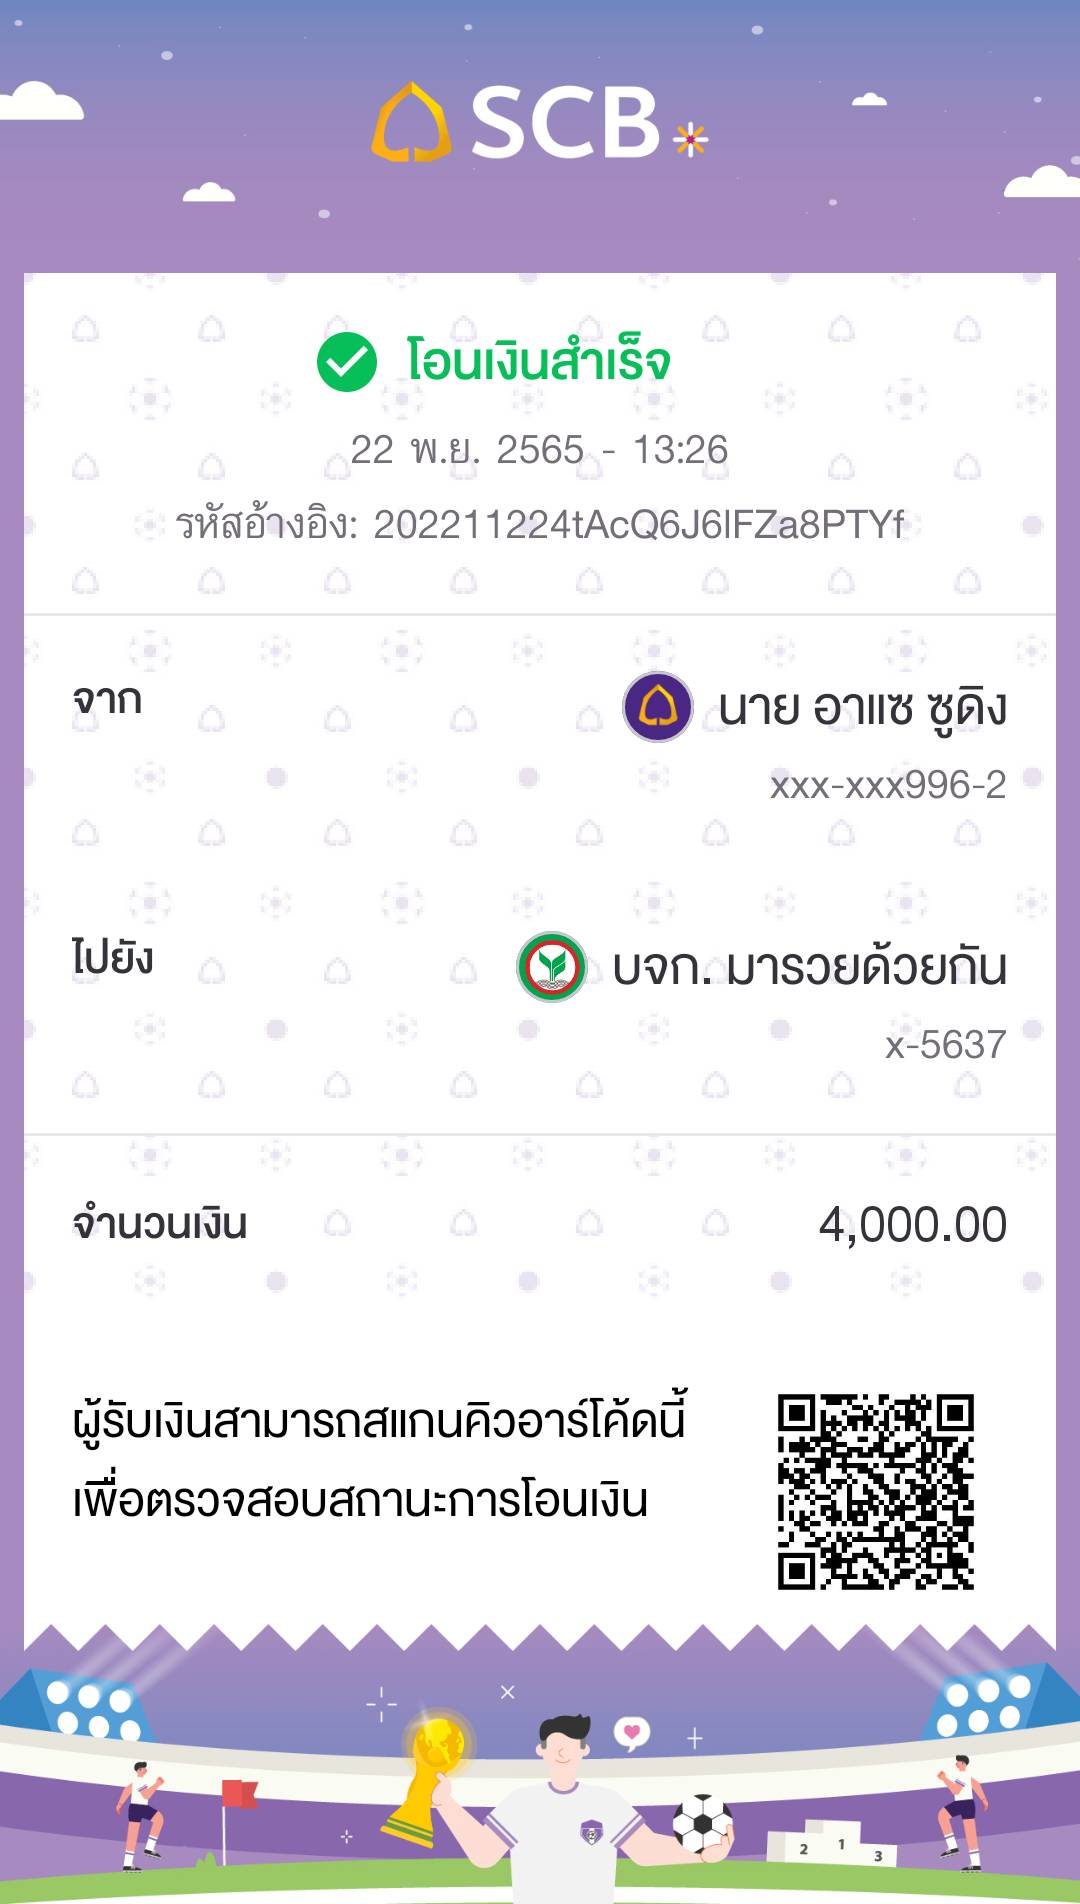 SCB
โอนเงินสำเร็จ
22 พ.ย. 2565 - 13:26
รหัสอ้างอิง: 202211224tAcQ6J6IFZa8PTYf
จาก
นาย อาแซ ซูดิง
xxx-xxx996-2
ไปยัง
บจก. มารวยด้วยกัน
x-5637
จำนวนเงิน
4,000.00
ผู้รับเงินสามารถสแกนคิวอาร์โค้ดนี้
เพื่อตรวจสอบสถานะการโอนเงิน
2 1 3